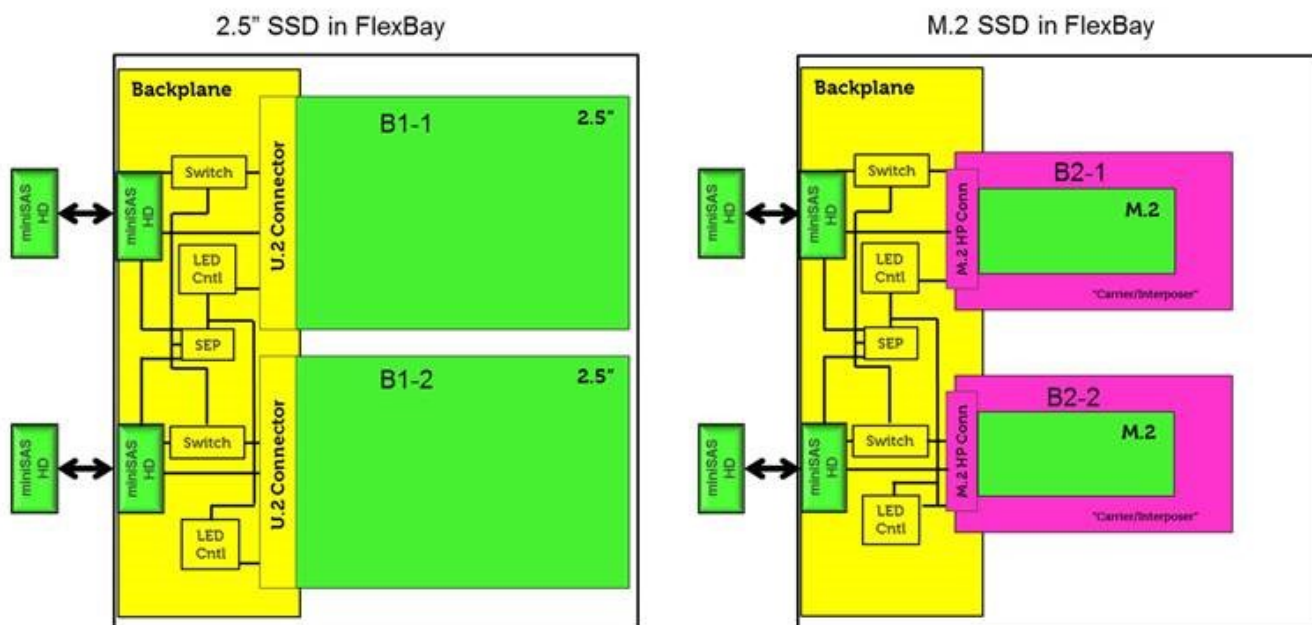 2.5” SSD in FlexBay
Backplane
B1-1
2.5”
Switch
miniSAS
HD
miniSAS
HD
U.2 Connector
LED
Cntl
SEP
B1-2
2.5”
Switch
miniSAS
HD
miniSAS
HD
U.2 Connector
LED
Cntl
M.2 SSD in FlexBay
Backplane
B2-1
Switch
M.2
miniSAS
HD
miniSAS
HD
M.2 HP Conn
LED
Cntl
"Carrier/Interposer"
SEP
B2-2
M.2
Switch
miniSAS
HD
miniSAS
HD
M.2 HP Conn
LED
Cntl
"Carrier/Interposer"